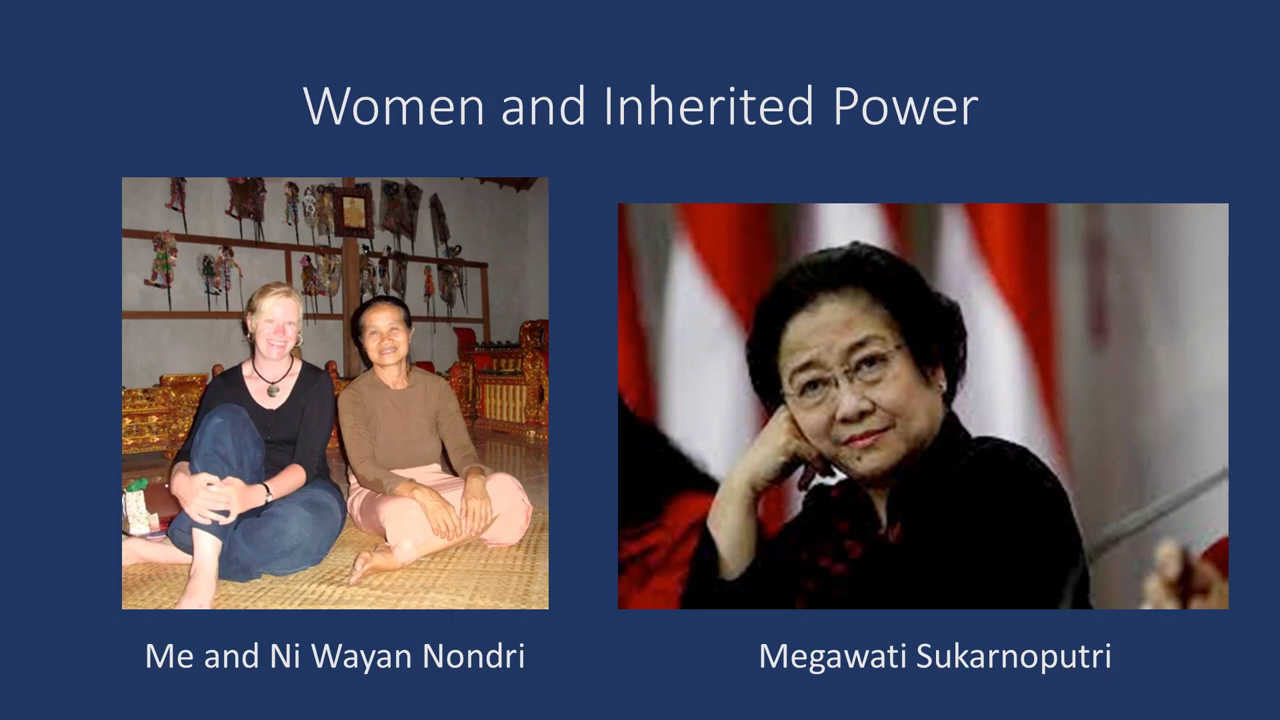 Women and Inherited Power
Me and Ni Wayan Nondri
Megawati Sukarnoputri